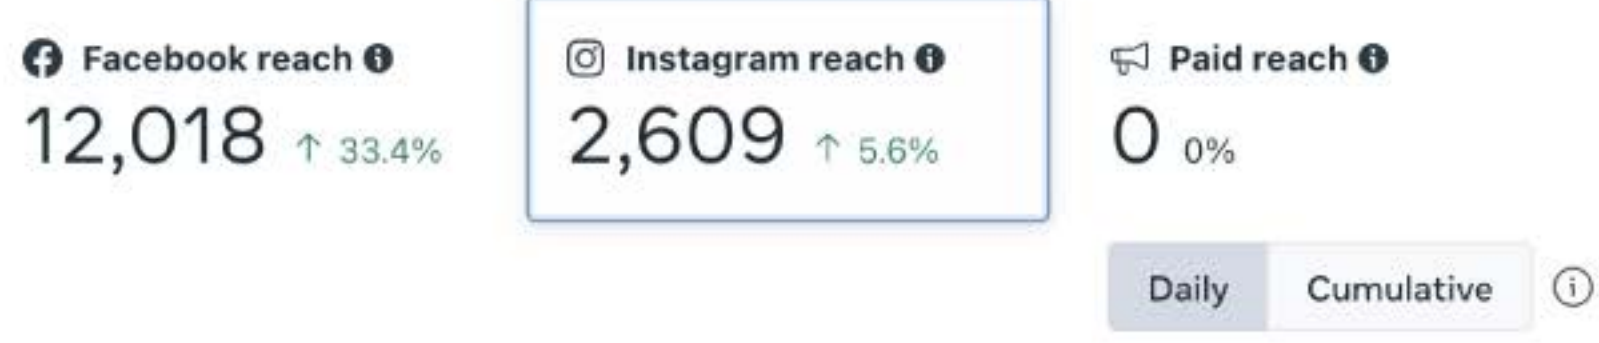 Facebook reach
12,018 ↑ 33.4%
Instagram reach
2,609 ↑ 5.6%
Paid reach
0 0%
Daily Cumulative